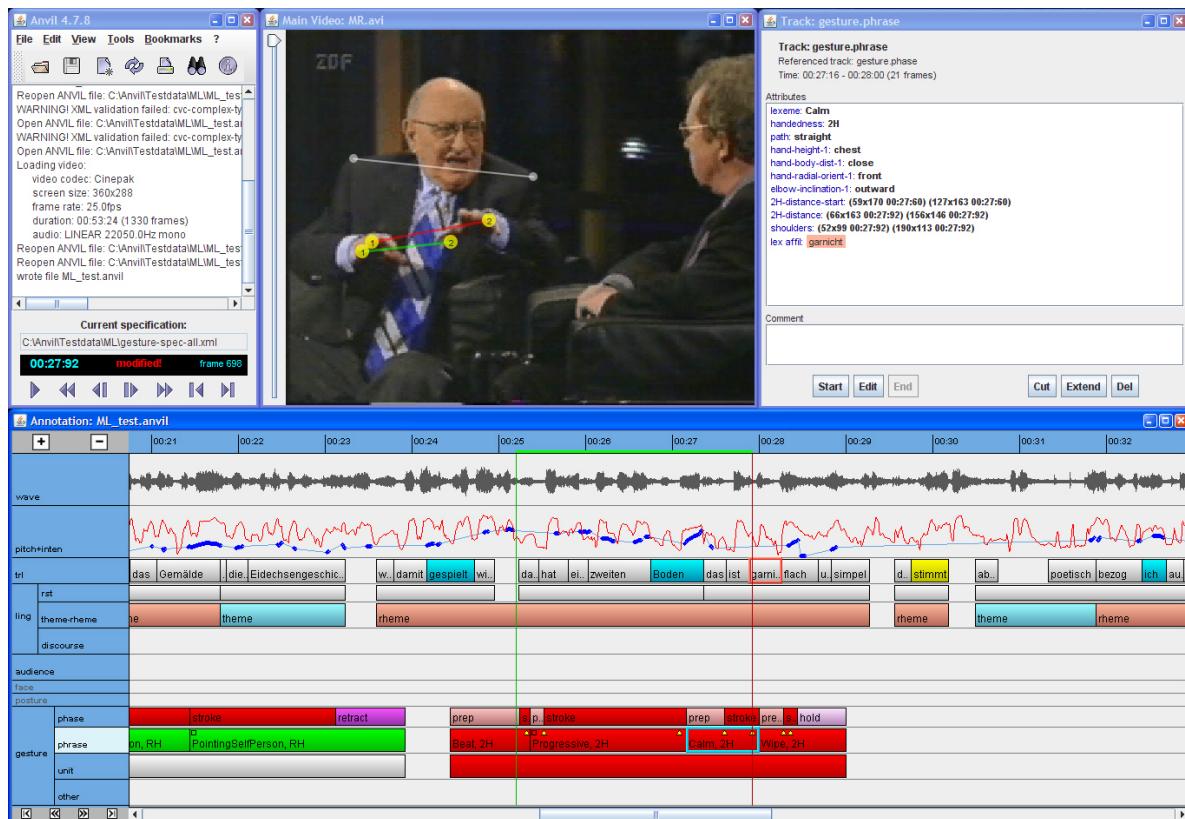 Anvil 4.7.8
File Edit View Tools Bookmarks ?
Reopen ANVIL file: C:\Anvil\Testdata\ML\ML_test
WARNING! XML validation failed: cvc-complex-ty
Open ANVIL file: C:\Anvil\Testdata\ML\ML_test.an
WARNING! XML validation failed: cvc-complex-ty
Open ANVIL file: C:\Anvil\Testdata\ML\ML_test.an
Loading video:
video codec: Cinepak
screen size: 360x288
frame rate: 25.0fps
duration: 00:53:24 (1330 frames)
audio: LINEAR 22050.0Hz mono
Reopen ANVIL file: C:\Anvil\Testdata\ML\ML_test
Reopen ANVIL file: C:\Anvil\Testdata\ML\ML_test
wrote file ML_test.anvil
Current specification:
C:\Anvil\Testdata\ML\gesture-spec-all.xml
00:27:92 modified! frame 698
Main Video: MR.avi
ZDF
1 2
1 2
Track: gesture.phrase
Track: gesture.phrase
Referenced track: gesture.phase
Time: 00:27:16 - 00:28:00 (21 frames)
Attributes
lexeme: Calm
handedness: 2H
path: straight
hand-height-1: chest
hand-body-dist-1: close
hand-radial-orient-1: front
elbow-inclination-1: outward
2H-distance-start: (59x170 00:27:60) (127x163 00:27:60)
2H-distance: (66x163 00:27:92) (156x146 00:27:92)
shoulders: (52x99 00:27:92) (190x113 00:27:92)
lex affil: garnicht
Comment
Start Edit End Cut Extend Del
Annotation: ML_test.anvil
+ - 00:21 00:22 00:23 00:24 00:25 00:26 00:27 00:28 00:29 00:30 00:31 00:32
wave
pitch+inten
trl das Gemälde .. die.. Eidechsengeschic... w.. damit gespielt wi.. da.. hat ei.. zweiten Boden das ist garni.. flach u.. simpel d.. stimmt ab... poetisch bezog ich au..
rst
ling theme-rheme ne theme rheme rheme theme rheme
discourse
audience
face
posture
phase stroke retract prep s. p.. stroke prep stroke pre.. s.. hold
gesture phrase on, RH PointingSelfPerson, RH Beat, 2H Progressive, 2H Calm, 2H Wipe, 2H
unit
other